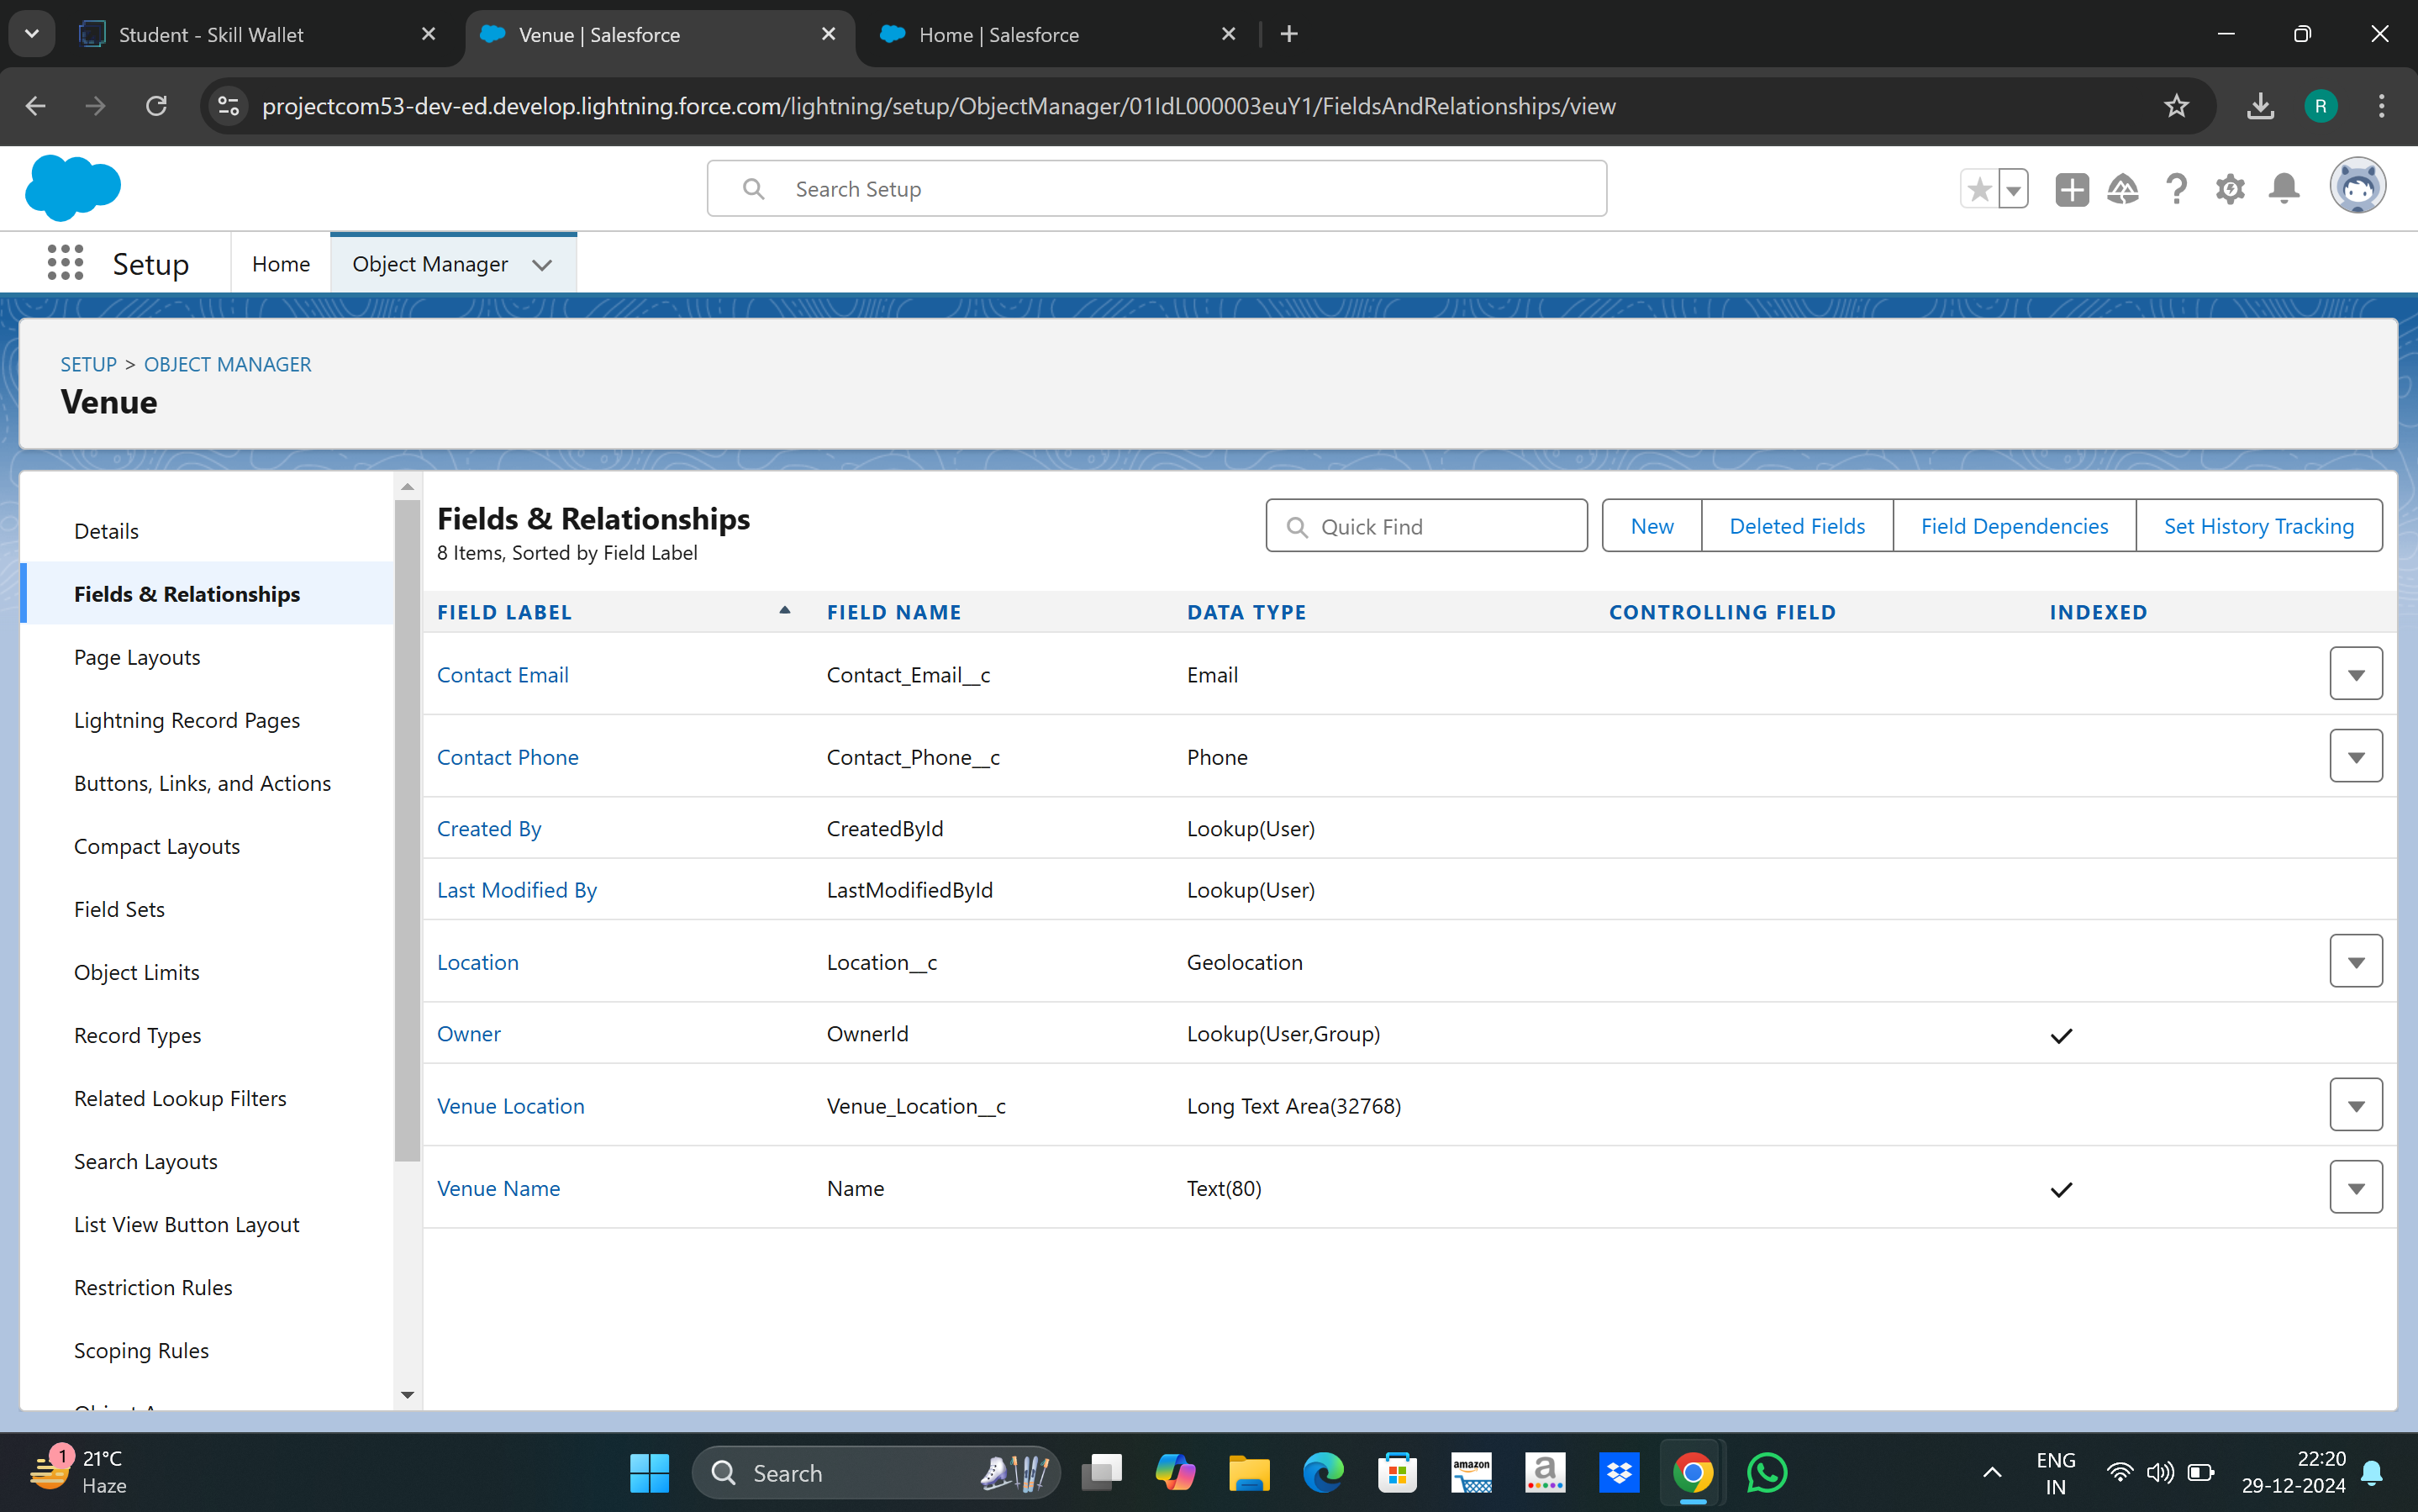 Student - Skill Wallet
Venue | Salesforce
Home | Salesforce
projectcom53-dev-ed.develop.lightning.force.com/lightning/setup/ObjectManager/01IdL000003euY1/FieldsAndRelationships/view
R
Search Setup
Setup
Home
Object Manager
SETUP > OBJECT MANAGER
Venue
Details
Fields & Relationships
Page Layouts
Lightning Record Pages
Buttons, Links, and Actions
Compact Layouts
Field Sets
Object Limits
Record Types
Related Lookup Filters
Search Layouts
List View Button Layout
Restriction Rules
Scoping Rules
Fields & Relationships
8 Items, Sorted by Field Label
Quick Find
New
Deleted Fields
Field Dependencies
Set History Tracking
FIELD LABEL FIELD NAME DATA TYPE CONTROLLING FIELD INDEXED
Contact Email Contact_Email__c Email
Contact Phone Contact_Phone__c Phone
Created By CreatedById Lookup(User)
Last Modified By LastModifiedById Lookup(User)
Location Location__c Geolocation
Owner OwnerId Lookup(User,Group)
Venue Location Venue_Location__c Long Text Area(32768)
Venue Name Name Text(80)
1
21°C
Haze
Search
amazon
a
ENG
IN
22:20
29-12-2024